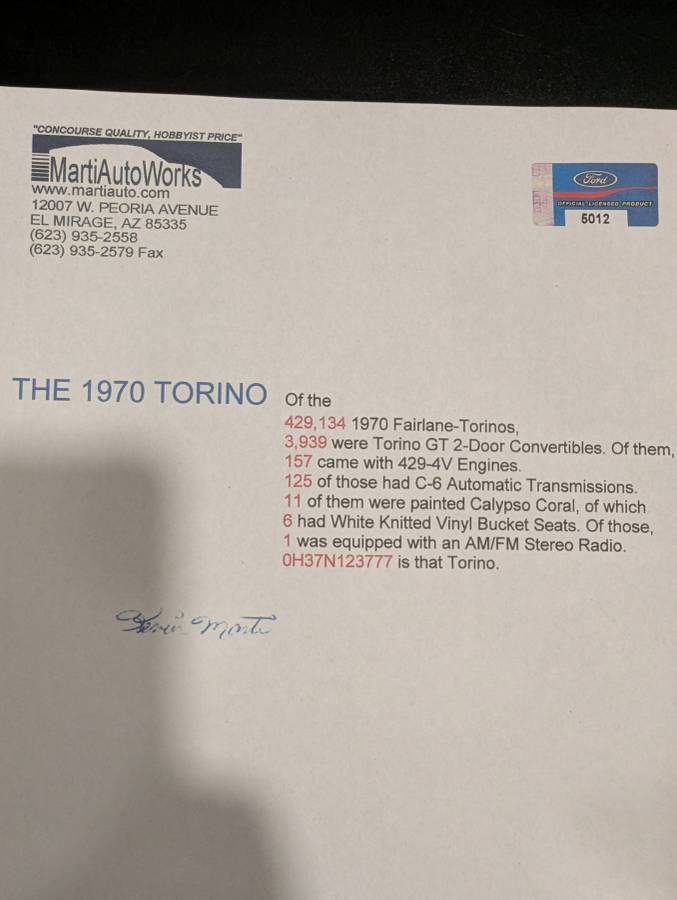 "CONCOURSE QUALITY, HOBBYIST PRICE"
MartiAutoWorks
www.martiauto.com
12007 W. PEORIA AVENUE
EL MIRAGE, AZ 85335
(623) 935-2558
(623) 935-2579 Fax
Ford
OFFICIAL LICENSED PRODUCT
5012
THE 1970 TORINO
Of the
429,134 1970 Fairlane-Torinos,
3,939 were Torino GT 2-Door Convertibles. Of them,
157 came with 429-4V Engines.
125 of those had C-6 Automatic Transmissions.
11 of them were painted Calypso Coral, of which
6 had White Knitted Vinyl Bucket Seats. Of those,
1 was equipped with an AM/FM Stereo Radio.
0H37N123777 is that Torino.
Kevin Marti